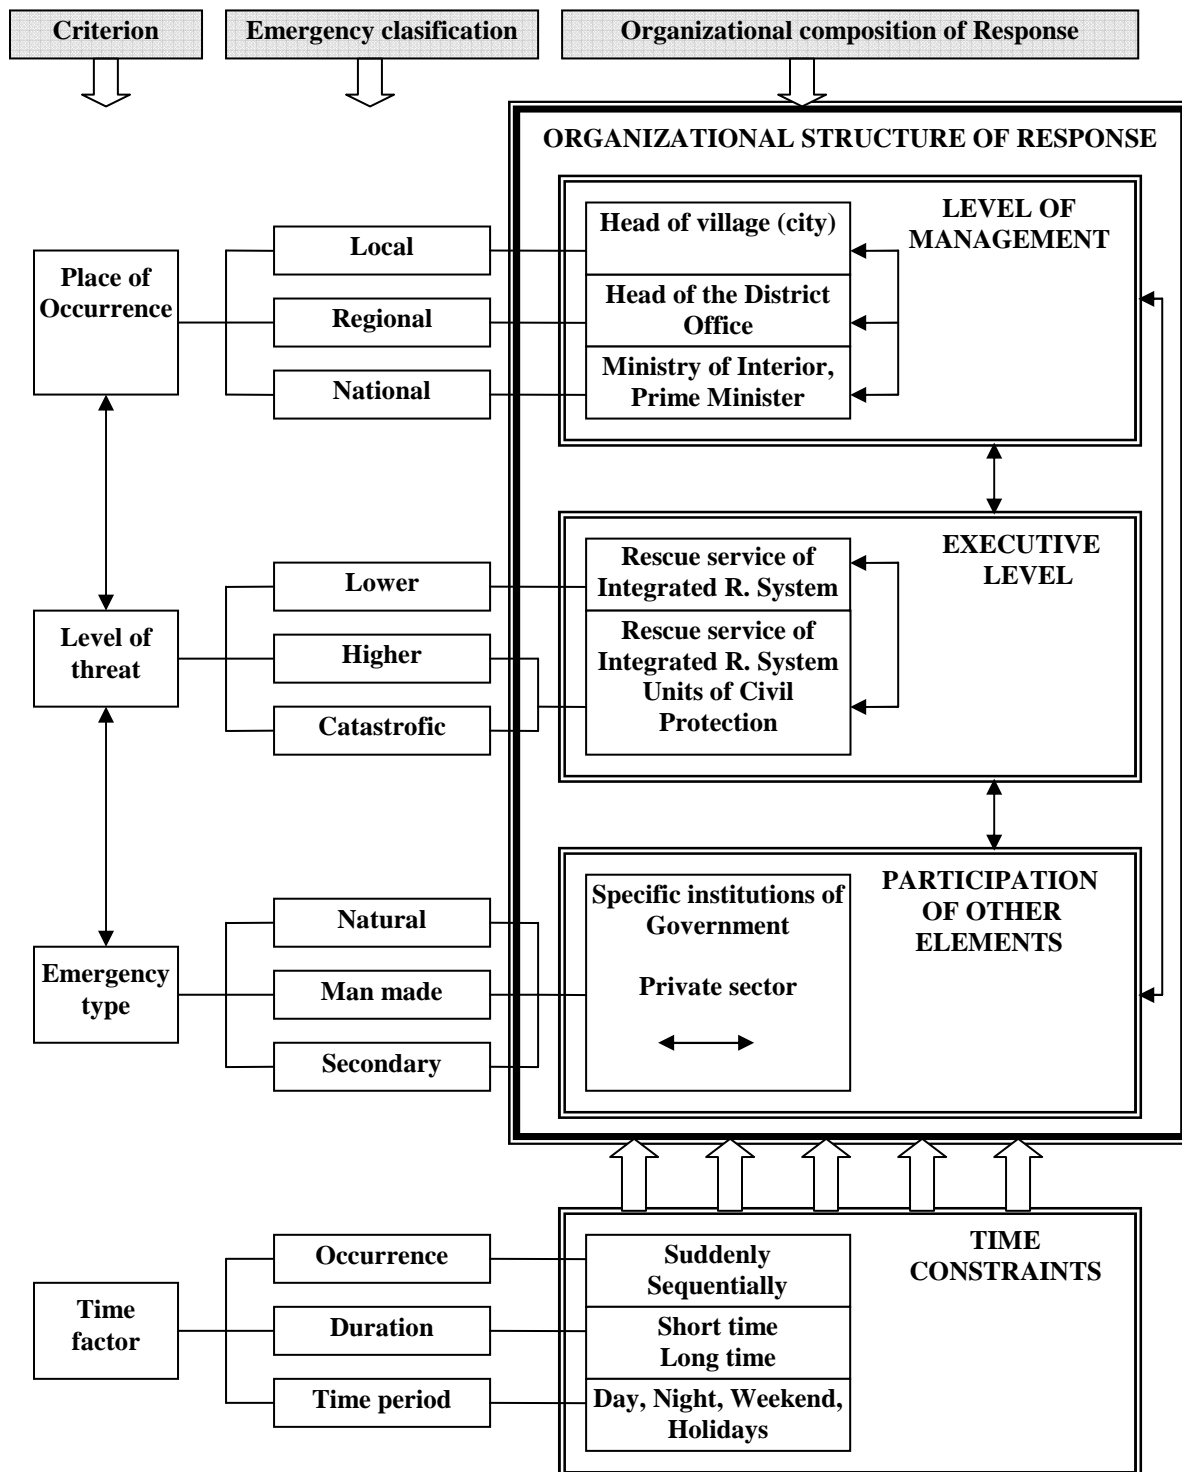 Criterion
Emergency clasification
Organizational composition of Response
ORGANIZATIONAL STRUCTURE OF RESPONSE
LEVEL OF
MANAGEMENT
Place of
Occurrence
Local
Regional
National
Head of village (city)
Head of the District
Office
Ministry of Interior,
Prime Minister
EXECUTIVE
LEVEL
Level of
threat
Lower
Higher
Catastrofic
Rescue service of
Integrated R. System
Rescue service of
Integrated R. System
Units of Civil
Protection
PARTICIPATION
OF OTHER
ELEMENTS
Emergency
type
Natural
Man made
Secondary
Specific institutions of
Government
Private sector
TIME
CONSTRAINTS
Time
factor
Occurrence
Duration
Time period
Suddenly
Sequentially
Short time
Long time
Day, Night, Weekend,
Holidays